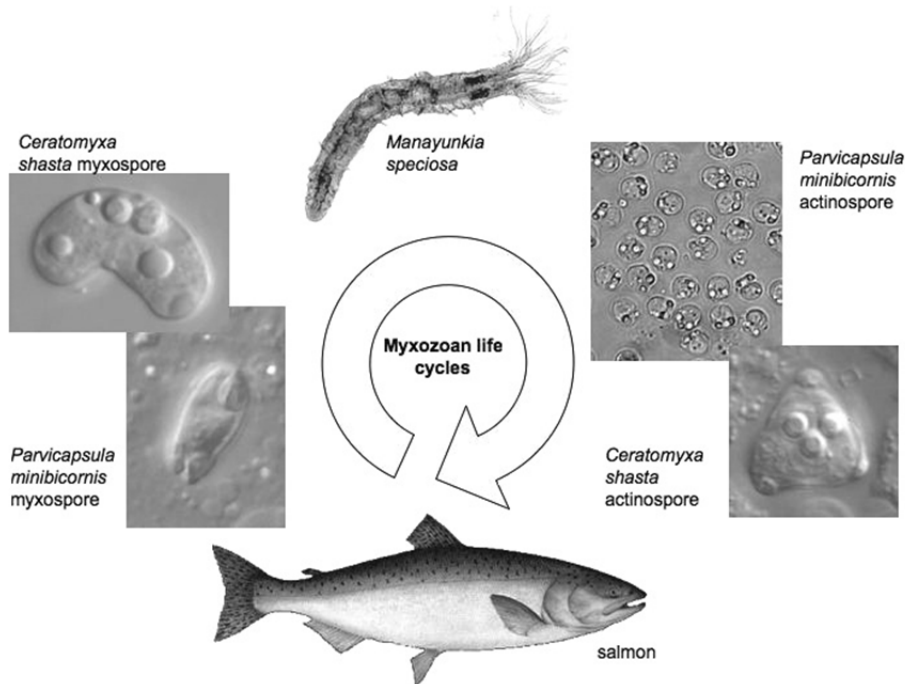 Ceratomyxa
shasta myxospore
Manayunkia
speciosa
Parvicapsula
minibicornis
actinospore
Myxozoan life
cycles
Parvicapsula
minibicornis
myxospore
Ceratomyxa
shasta
actinospore
salmon